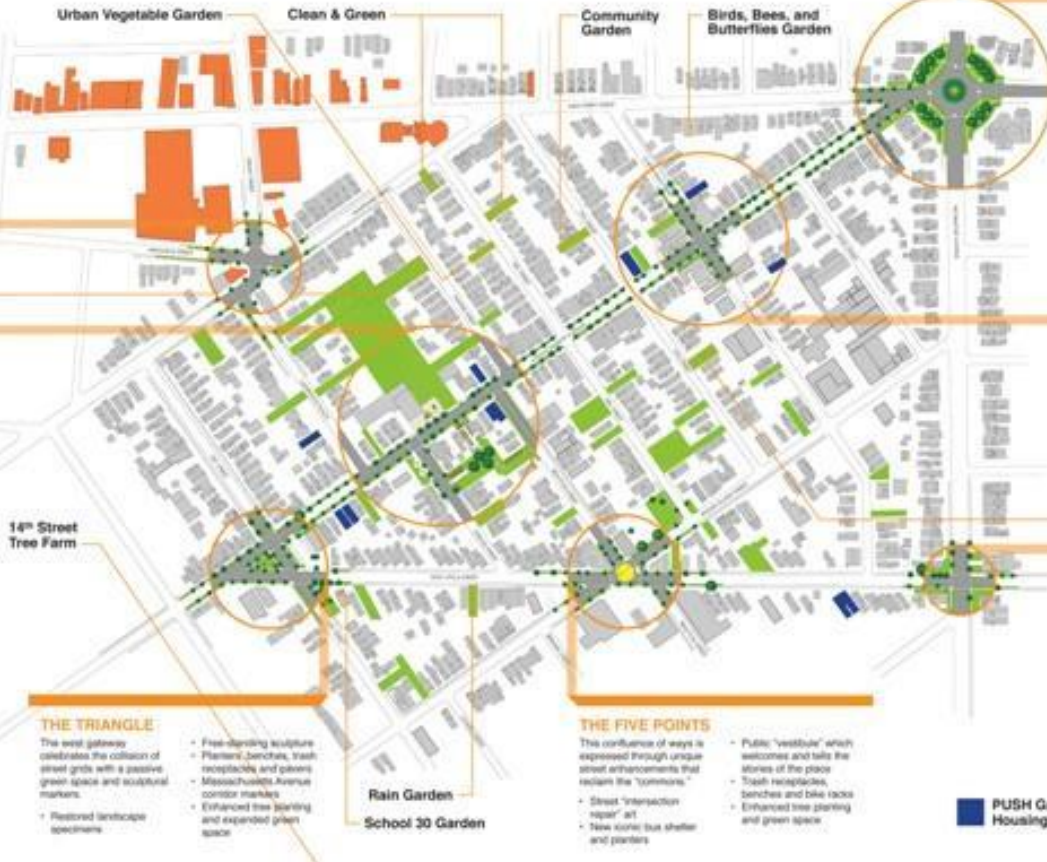 Urban Vegetable Garden
Clean & Green
Community
Garden
Birds, Bees, and
Butterflies Garden
14th Street
Tree Farm
THE TRIANGLE
The west gateway
celebrates the collision of
street grids with a passive
green space and sculptural
markers.
• Restored landscape
specimens
• Free-standing sculpture
• Planters, benches, trash
receptacles and pavers
• Massachusetts Avenue
corridor markers
• Enhanced tree planting
and expanded green
space
Rain Garden
School 30 Garden
THE FIVE POINTS
This confluence of ways is
expressed through unique
street enhancements that
reclaim the "commons."
• Street "intersection
repair" art
• New iconic bus shelter
and planters
• Public "vestibule" which
welcomes and tells the
stories of the place
• Trash receptacles,
benches and bike racks
• Enhanced tree planting
and green space
PUSH G
Housing